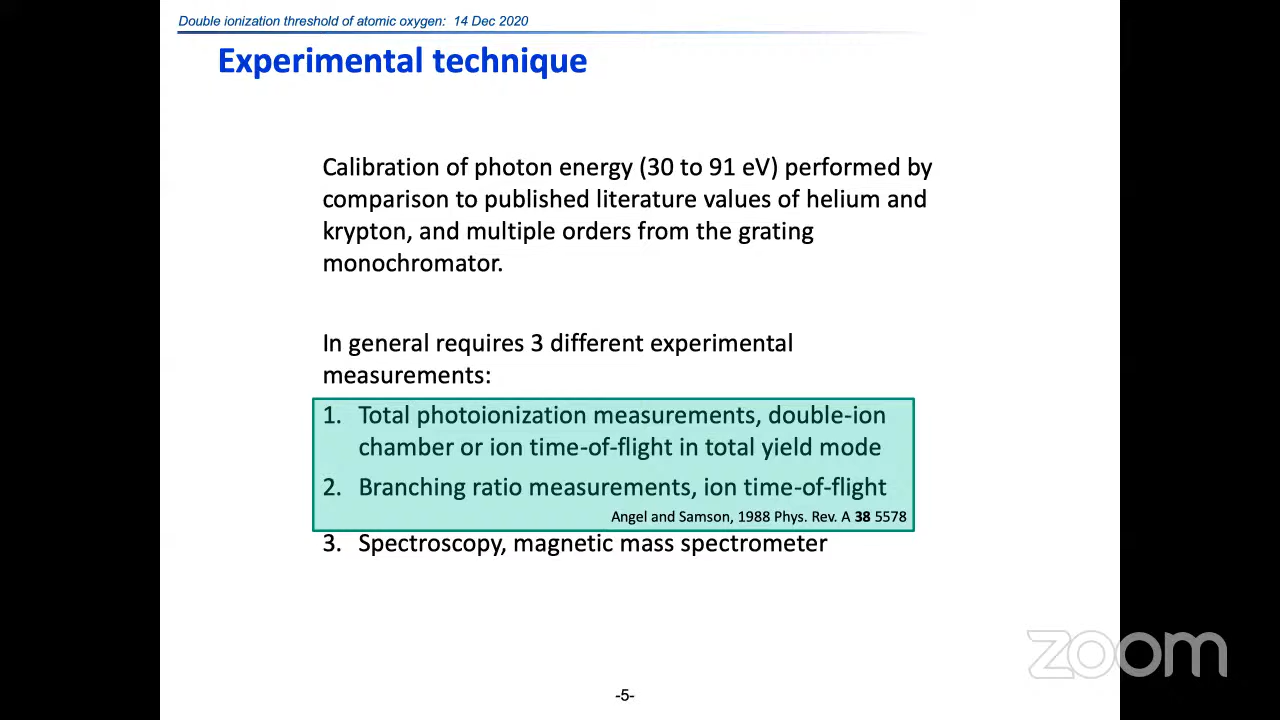 Double ionization threshold of atomic oxygen: 14 Dec 2020
Experimental technique
Calibration of photon energy (30 to 91 eV) performed by
comparison to published literature values of helium and
krypton, and multiple orders from the grating
monochromator.
In general requires 3 different experimental
measurements:
1. Total photoionization measurements, double-ion
chamber or ion time-of-flight in total yield mode
2. Branching ratio measurements, ion time-of-flight
Angel and Samson, 1988 Phys. Rev. A 38 5578
3. Spectroscopy, magnetic mass spectrometer
zoom
-5-